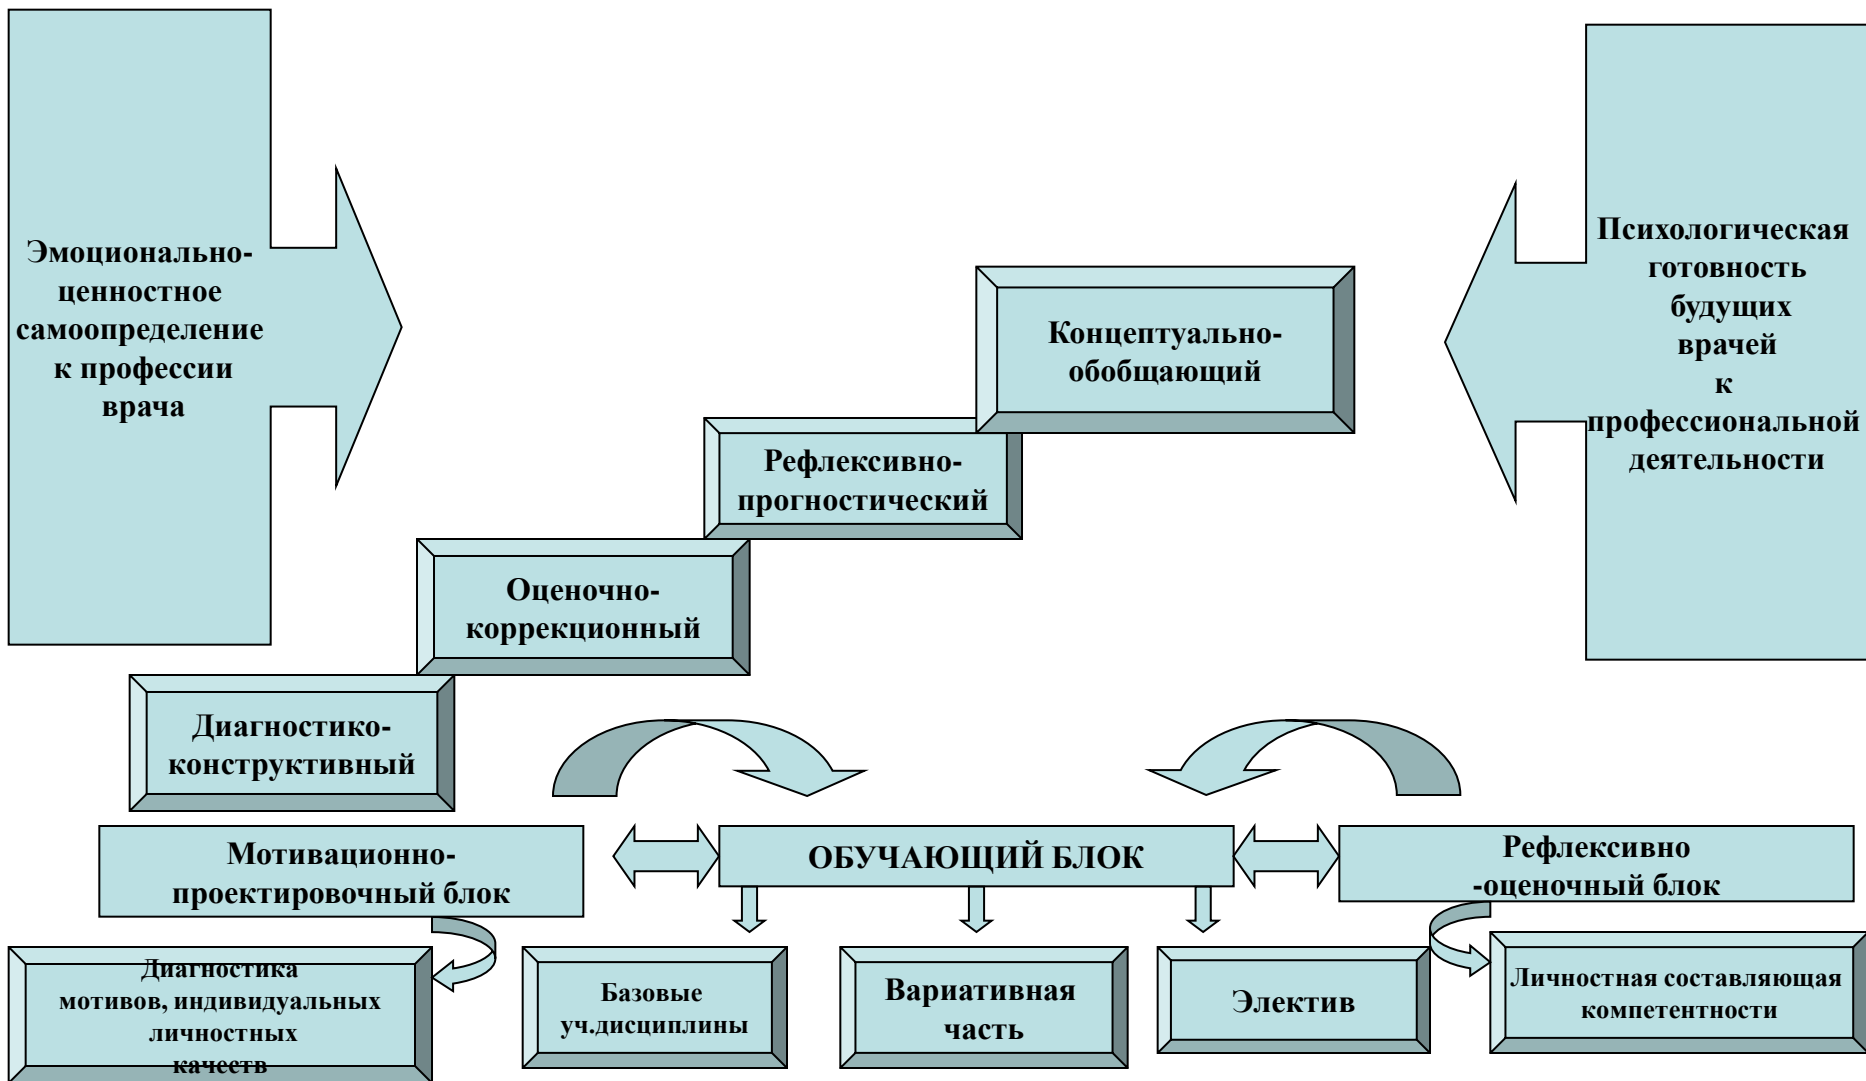 Эмоционально-
ценностное
самоопределение
к профессии
врача
Психологическая
готовность
будущих
врачей
к
профессиональной
деятельности
Концептуально-
обобщающий
Рефлексивно-
прогностический
Оценочно-
коррекционный
Диагностико-
конструктивный
Мотивационно-
проектировочный блок
ОБУЧАЮЩИЙ БЛОК
Рефлексивно
-оценочный блок
Диагностика
мотивов, индивидуальных
личностных
качеств
Базовые
уч.дисциплины
Вариативная
часть
Электив
Личностная составляющая
компетентности